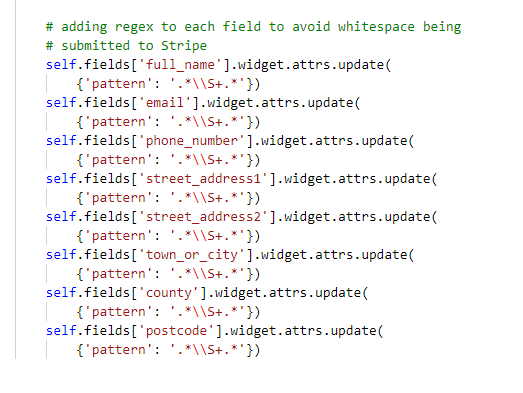 # adding regex to each field to avoid whitespace being
# submitted to Stripe
self.fields['full_name'].widget.attrs.update(
{'pattern': '.*\\S+.*'})
self.fields['email'].widget.attrs.update(
{'pattern': '.*\\S+.*'})
self.fields['phone_number'].widget.attrs.update(
{'pattern': '.*\\S+.*'})
self.fields['street_address1'].widget.attrs.update(
{'pattern': '.*\\S+.*'})
self.fields['street_address2'].widget.attrs.update(
{'pattern': '.*\\S+.*'})
self.fields['town_or_city'].widget.attrs.update(
{'pattern': '.*\\S+.*'})
self.fields['county'].widget.attrs.update(
{'pattern': '.*\\S+.*'})
self.fields['postcode'].widget.attrs.update(
{'pattern': '.*\\S+.*'})